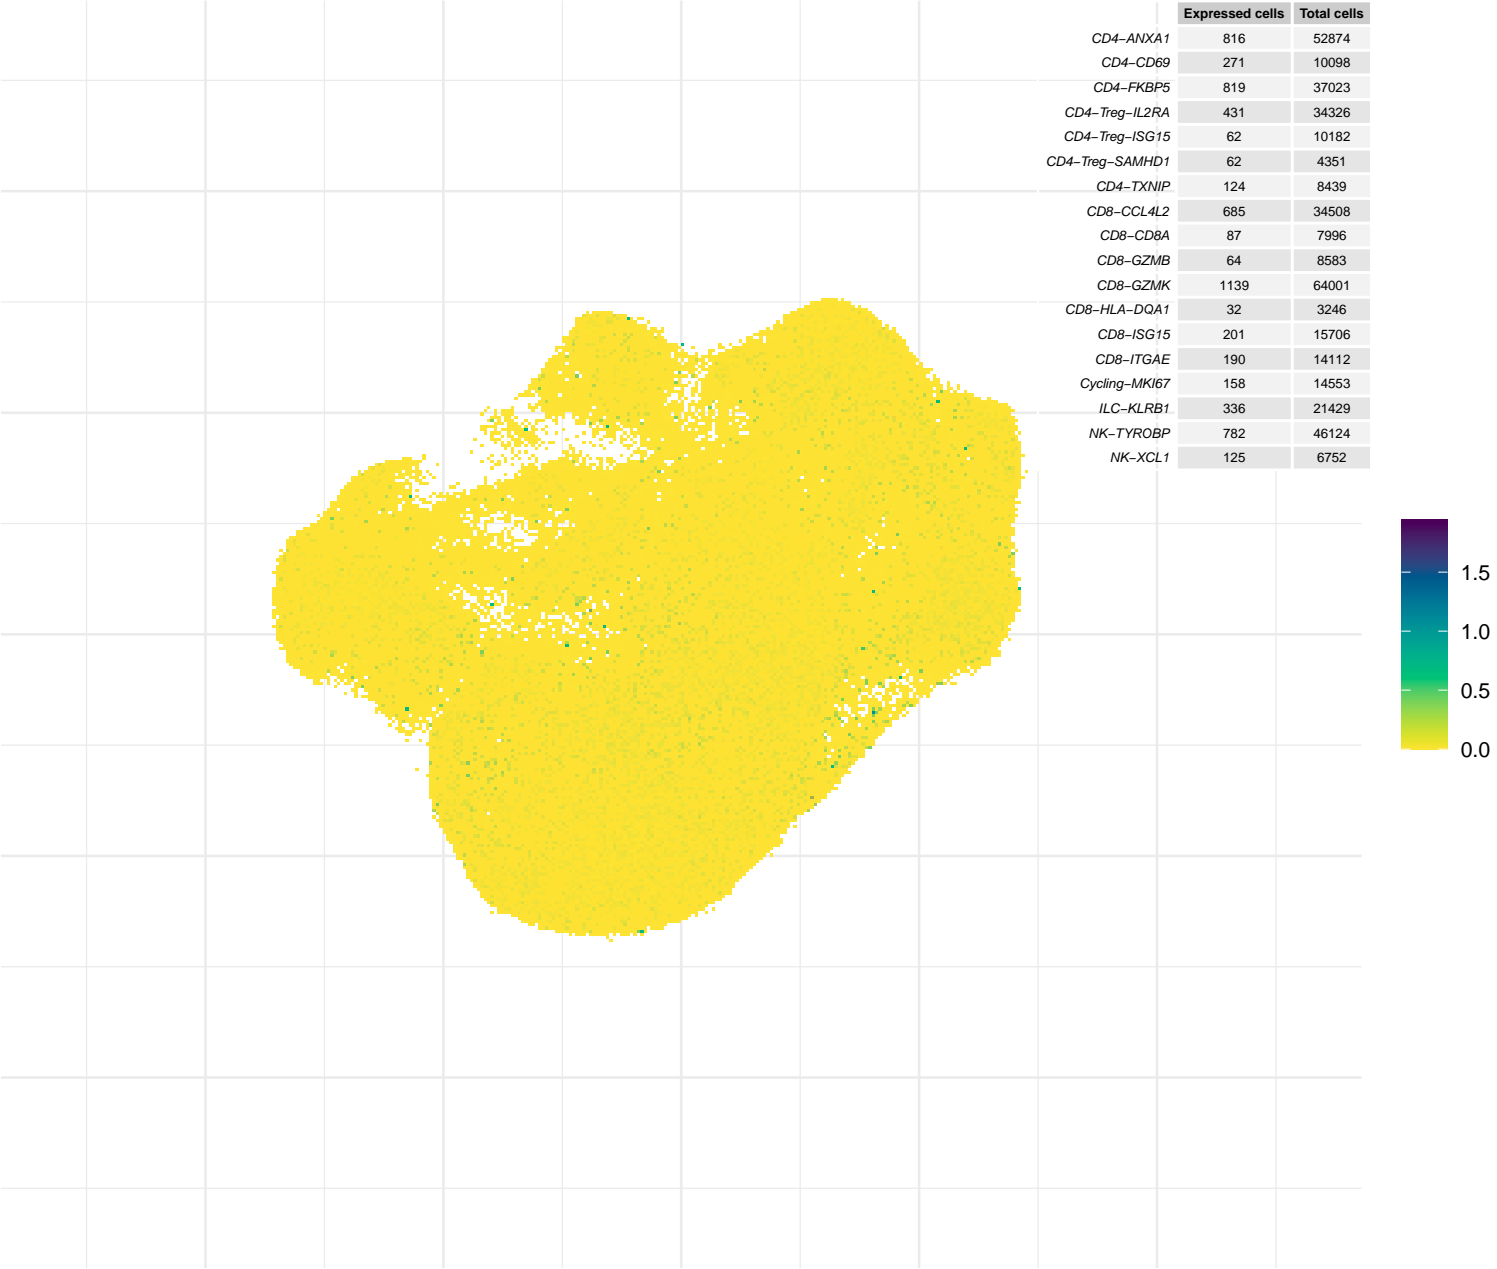 Expressed cells Total cells
CD4−ANXA1 816 52874
CD4−CD69 271 10098
CD4−FKBP5 819 37023
CD4−Treg−IL2RA 431 34326
CD4−Treg−ISG15 62 10182
CD4−Treg−SAMHD1 62 4351
CD4−TXNIP 124 8439
CD8−CCL4L2 685 34508
CD8−CD8A 87 7996
CD8−GZMB 64 8583
CD8−GZMK 1139 64001
CD8−HLA−DQA1 32 3246
CD8−ISG15 201 15706
CD8−ITGAE 190 14112
Cycling−MKI67 158 14553
ILC−KLRB1 336 21429
NK−TYROBP 782 46124
NK−XCL1 125 6752
1.5
1.0
0.5
0.0